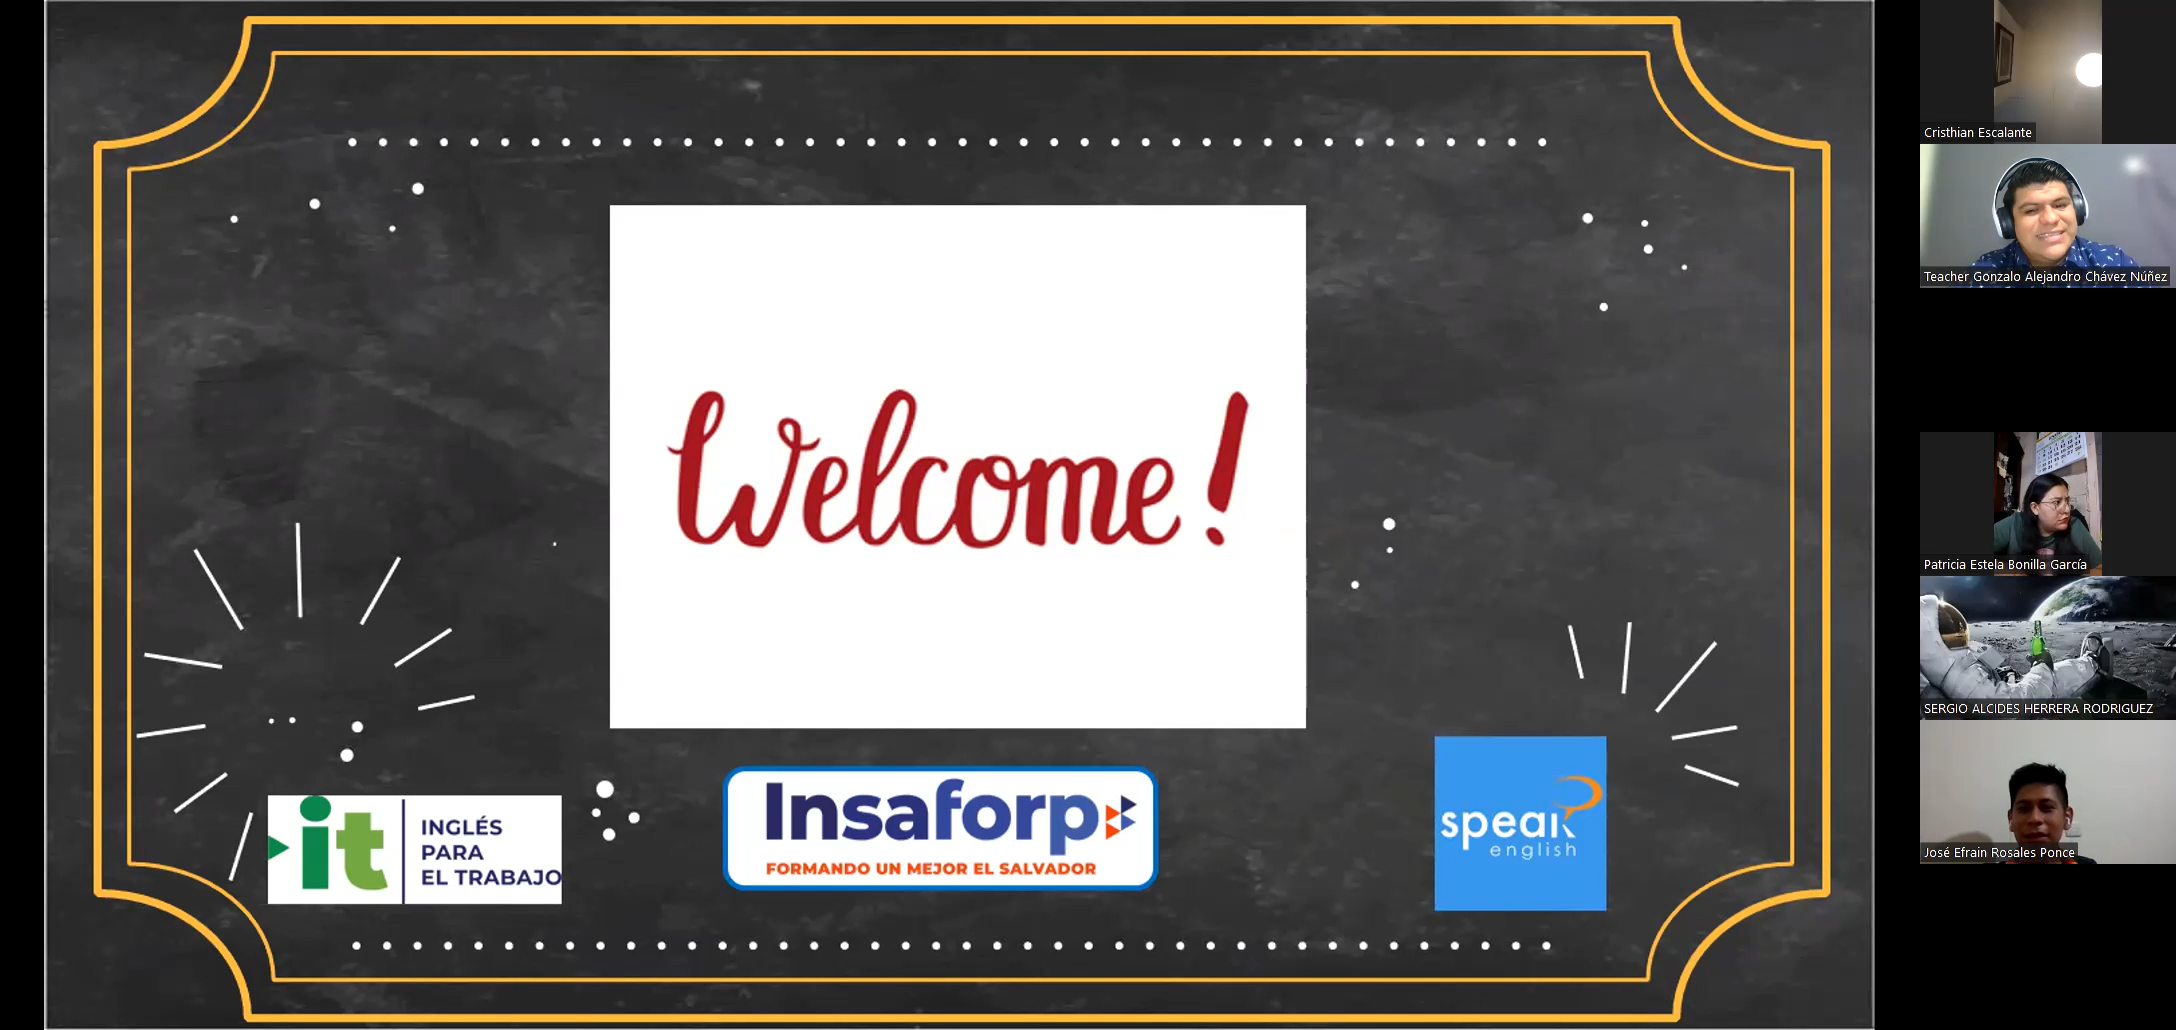 Welcome!
it
INGLÉS
PARA
EL TRABAJO
Insaforp
FORMANDO UN MEJOR EL SALVADOR
speak
english
Cristhian Escalante
Teacher Gonzalo Alejandro Chávez Núñez
Patricia Estela Bonilla García
SERGIO ALCIDES HERRERA RODRIGUEZ
José Efrain Rosales Ponce